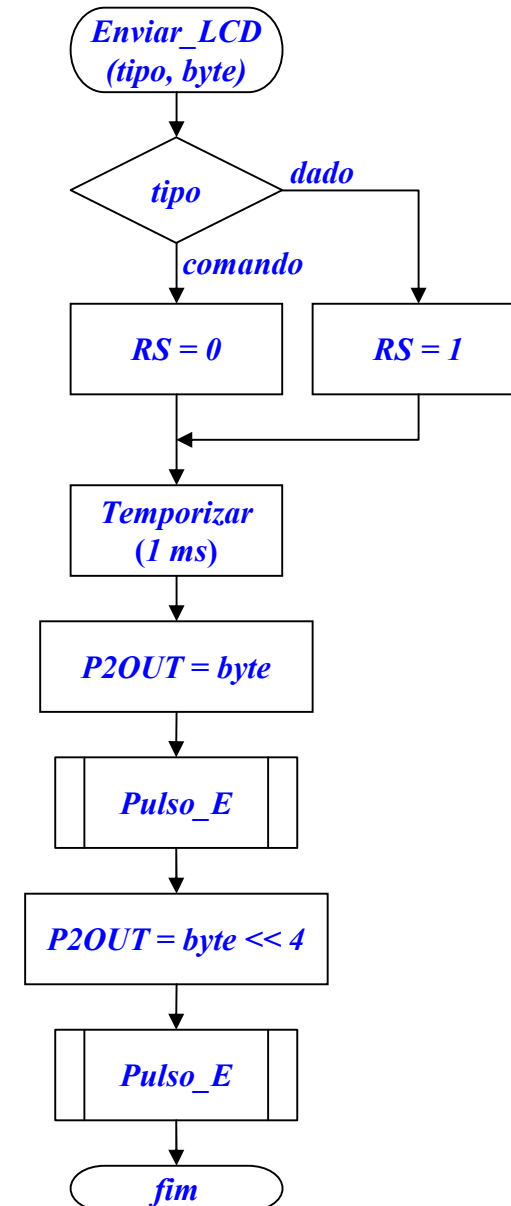 Enviar_LCD
(tipo, byte)
tipo
dado
comando
RS = 0
RS = 1
Temporizar
(1 ms)
P2OUT = byte
Pulso_E
P2OUT = byte << 4
Pulso_E
fim